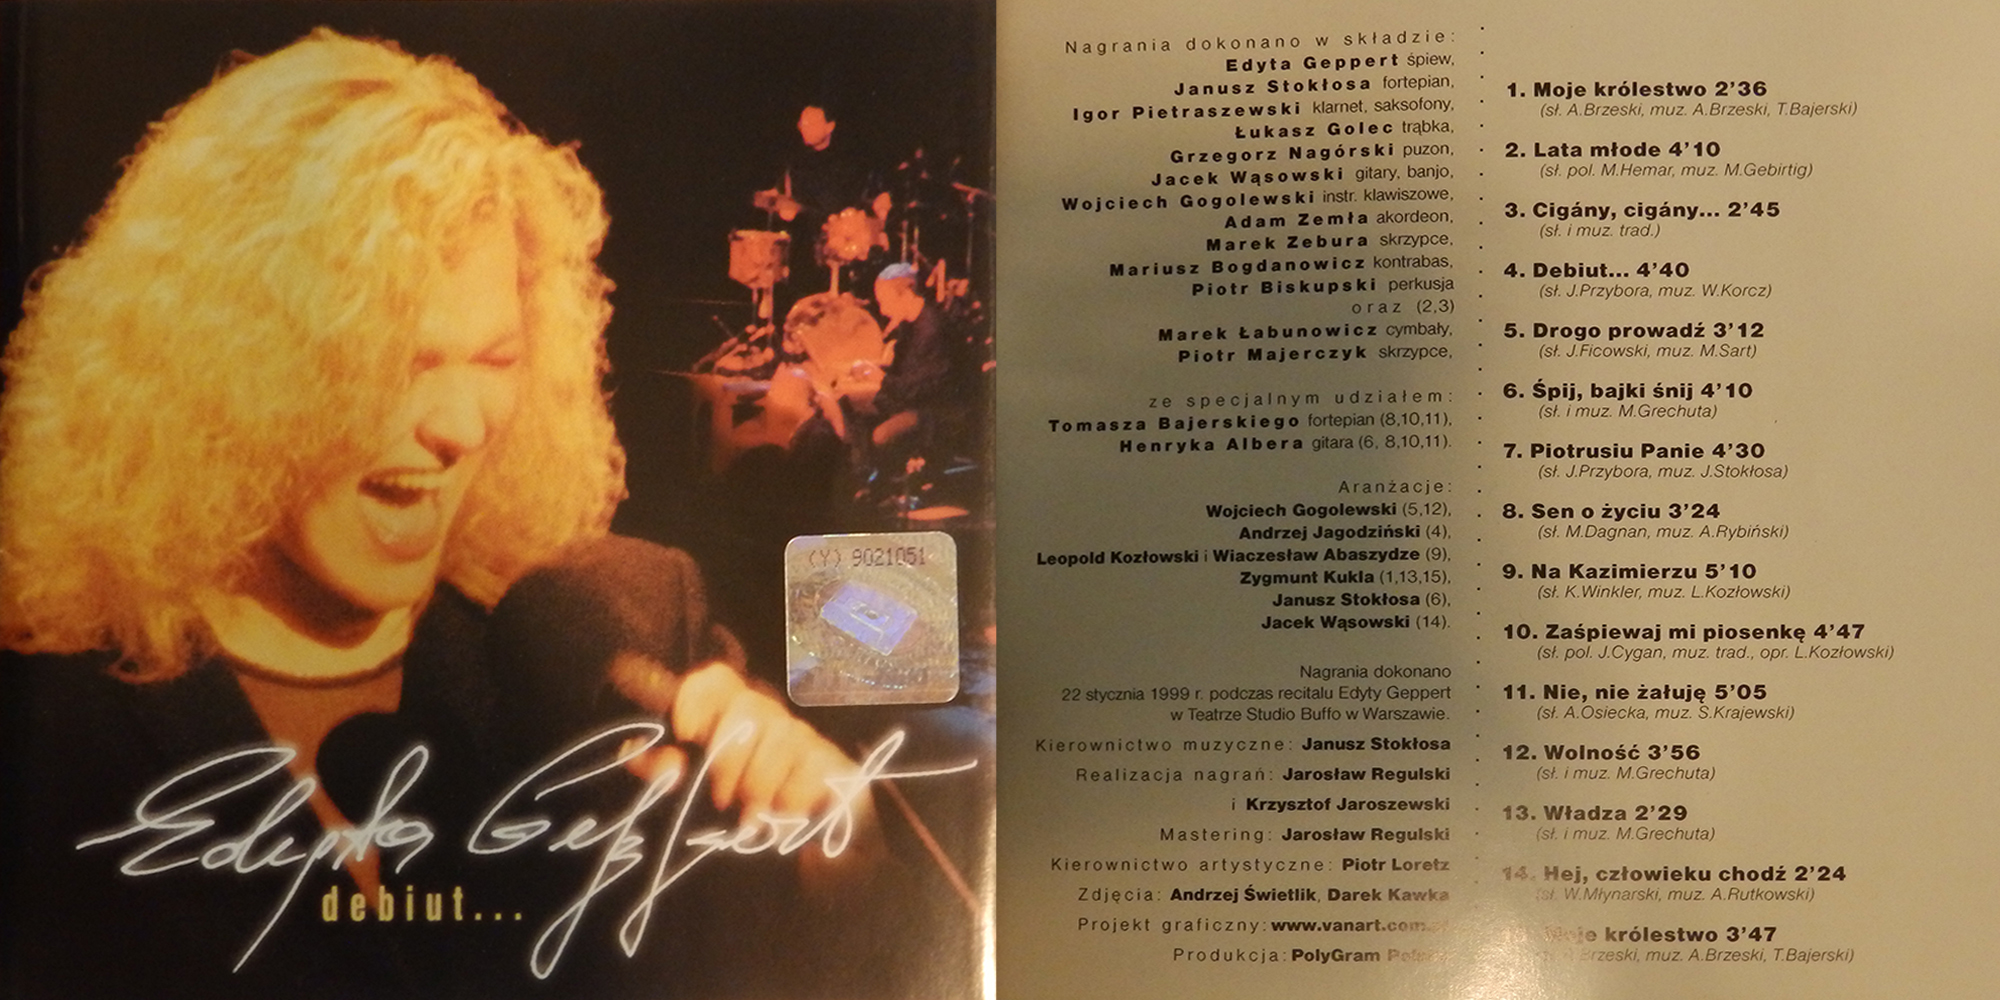 (Y) 9021051
Edyta Geppert
debiut...
Nagrania dokonano w składzie:
Edyta Geppert śpiew,
Janusz Stokłosa fortepian,
Igor Pietraszewski klarnet, saksofony,
Łukasz Golec trąbka,
Grzegorz Nagórski puzon,
Jacek Wąsowski gitary, banjo,
Wojciech Gogolewski instr. klawiszowe,
Adam Zemła akordeon,
Marek Zebura skrzypce,
Mariusz Bogdanowicz kontrabas,
Piotr Biskupski perkusja
oraz (2,3)
Marek Łabunowicz cymbały,
Piotr Majerczyk skrzypce,
ze specjalnym udziałem:
Tomasza Bajerskiego fortepian (8,10,11),
Henryka Albera gitara (6, 8,10,11).
Aranżacje:
Wojciech Gogolewski (5,12),
Andrzej Jagodziński (4),
Leopold Kozłowski i Wiaczesław Abaszydze (9),
Zygmunt Kukla (1,13,15),
Janusz Stokłosa (6),
Jacek Wąsowski (14).
Nagrania dokonano
22 stycznia 1999 r. podczas recitalu Edyty Geppert
w Teatrze Studio Buffo w Warszawie.
Kierownictwo muzyczne: Janusz Stokłosa
Realizacja nagrań: Jarosław Regulski
i Krzysztof Jaroszewski
Mastering: Jarosław Regulski
Kierownictwo artystyczne: Piotr Loretz
Zdjęcia: Andrzej Świetlik, Darek Kawka
Projekt graficzny: www.vanart.com.
Produkcja: PolyGram Polska
1. Moje królestwo 2'36
(sł. A.Brzeski, muz. A.Brzeski, T.Bajerski)
2. Lata młode 4'10
(sł. pol. M.Hemar, muz. M.Gebirtig)
3. Cigány, cigány... 2'45
(sł. i muz. trad.)
4. Debiut... 4'40
(sł. J.Przybora, muz. W.Korcz)
5. Drogo prowadź 3'12
(sł. J.Ficowski, muz. M.Sart)
6. Śpij, bajki śnij 4'10
(sł. i muz. M.Grechuta)
7. Piotrusiu Panie 4'30
(sł. J.Przybora, muz. J.Stokłosa)
8. Sen o życiu 3'24
(sł. M.Dagnan, muz. A.Rybiński)
9. Na Kazimierzu 5'10
(sł. K.Winkler, muz. L.Kozłowski)
10. Zaśpiewaj mi piosenkę 4'47
(sł. pol. J.Cygan, muz. trad., opr. L.Kozłowski)
11. Nie, nie żałuję 5'05
(sł. A.Osiecka, muz. S.Krajewski)
12. Wolność 3'56
(sł. i muz. M.Grechuta)
13. Władza 2'29
(sł. i muz. M.Grechuta)
14. Hej, człowieku chodź 2'24
(sł. W.Młynarski, muz. A.Rutkowski)
Moje królestwo 3'47
Brzeski, muz. A.Brzeski, T.Bajerski)